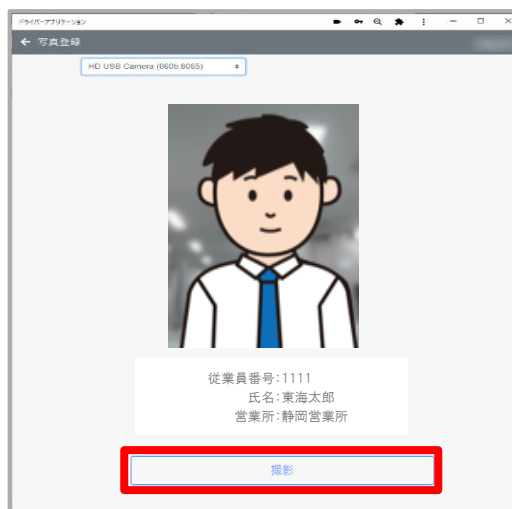 ドライバーアプリケーション
写真登録
HD USB Camera (060b:8065)
従業員番号:1111
氏名:東海太郎
営業所:静岡営業所
撮影